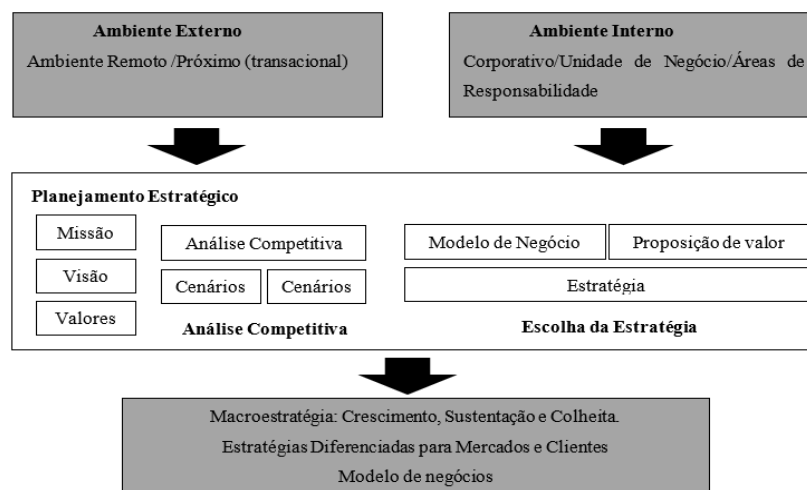 Ambiente Externo
Ambiente Remoto /Próximo (transacional)
Ambiente Interno
Corporativo/Unidade de Negócio/Áreas de
Responsabilidade
Planejamento Estratégico
Missão
Visão
Valores
Análise Competitiva
Cenários
Cenários
Análise Competitiva
Modelo de Negócio
Proposição de valor
Estratégia
Escolha da Estratégia
Macroestratégia: Crescimento, Sustentação e Colheita.
Estratégias Diferenciadas para Mercados e Clientes
Modelo de negócios